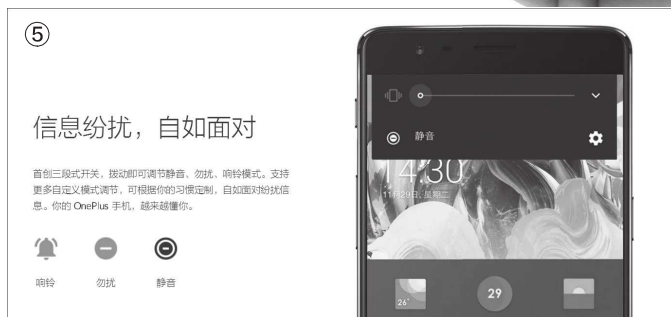 ⑤
信息纷扰，自如面对
首创三段式开关，拨动即可调节静音、勿扰、响铃模式。支持
更多自定义模式调节，可根据你的习惯定制，自如面对纷扰信
息。你的 OnePlus 手机，越来越懂你。
响铃
勿扰
静音
静音
14:30
11月29日, 星期二
26°
29